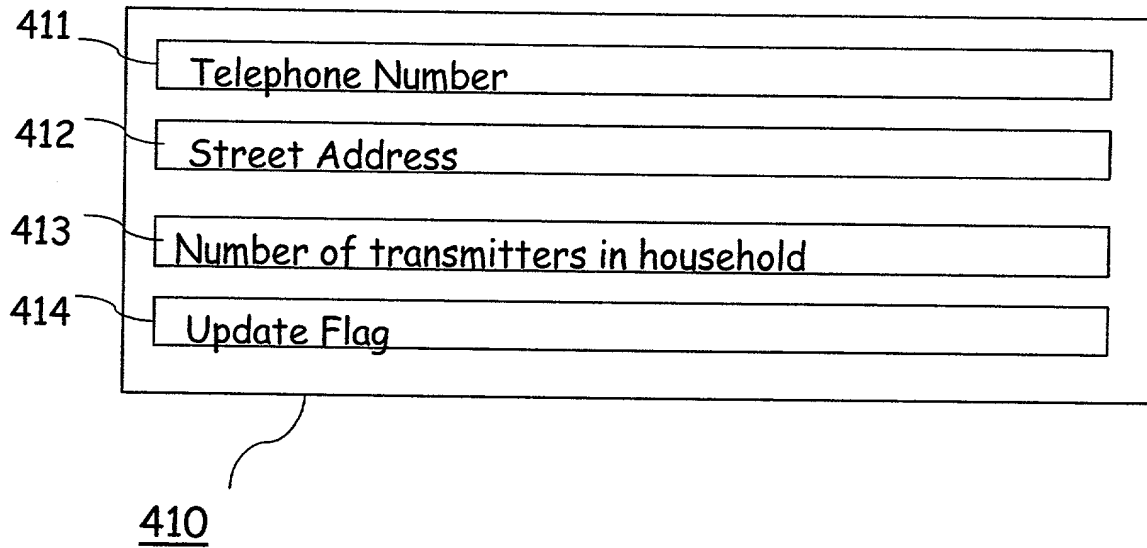 411
Telephone Number
412
Street Address
413
Number of transmitters in household
414
Update Flag
410